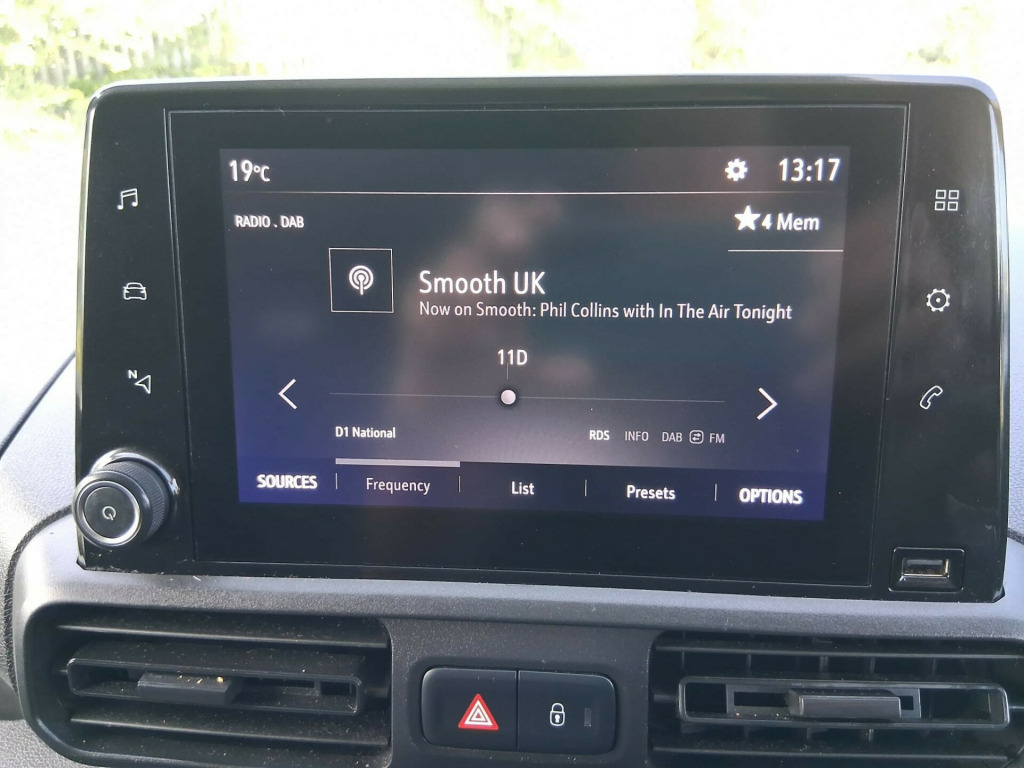 19°C
13:17
RADIO . DAB
4 Mem
Smooth UK
Now on Smooth: Phil Collins with In The Air Tonight
11D
N
D1 National
RDS INFO DAB FM
SOURCES Frequency List Presets OPTIONS